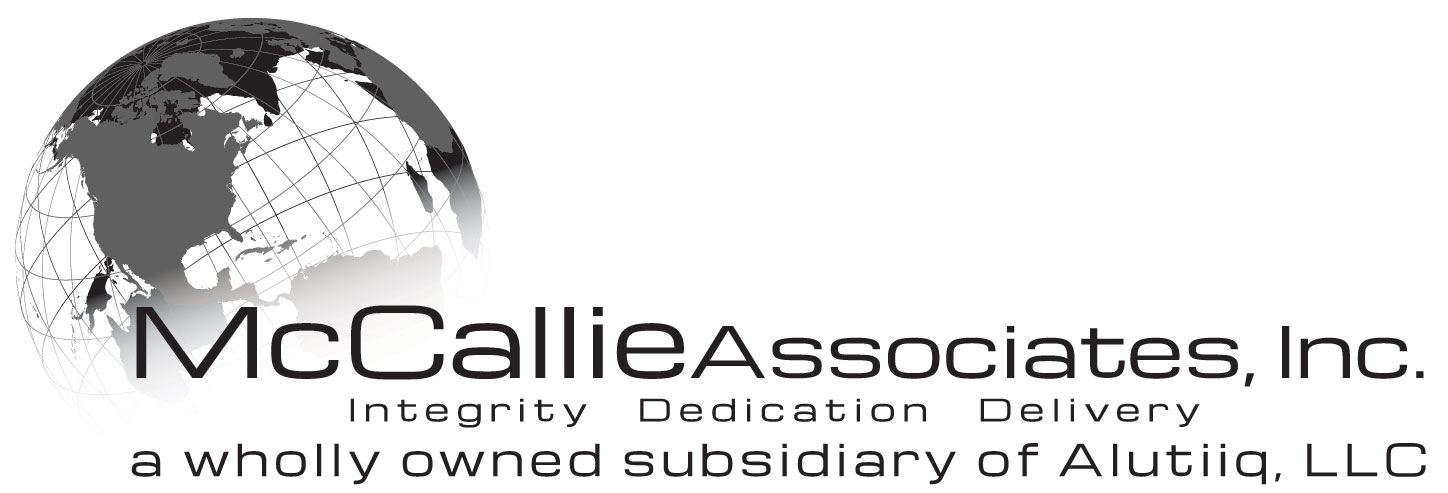 McCallie Associates, Inc.
Integrity Dedication Delivery
a wholly owned subsidiary of Alutiiq, LLC